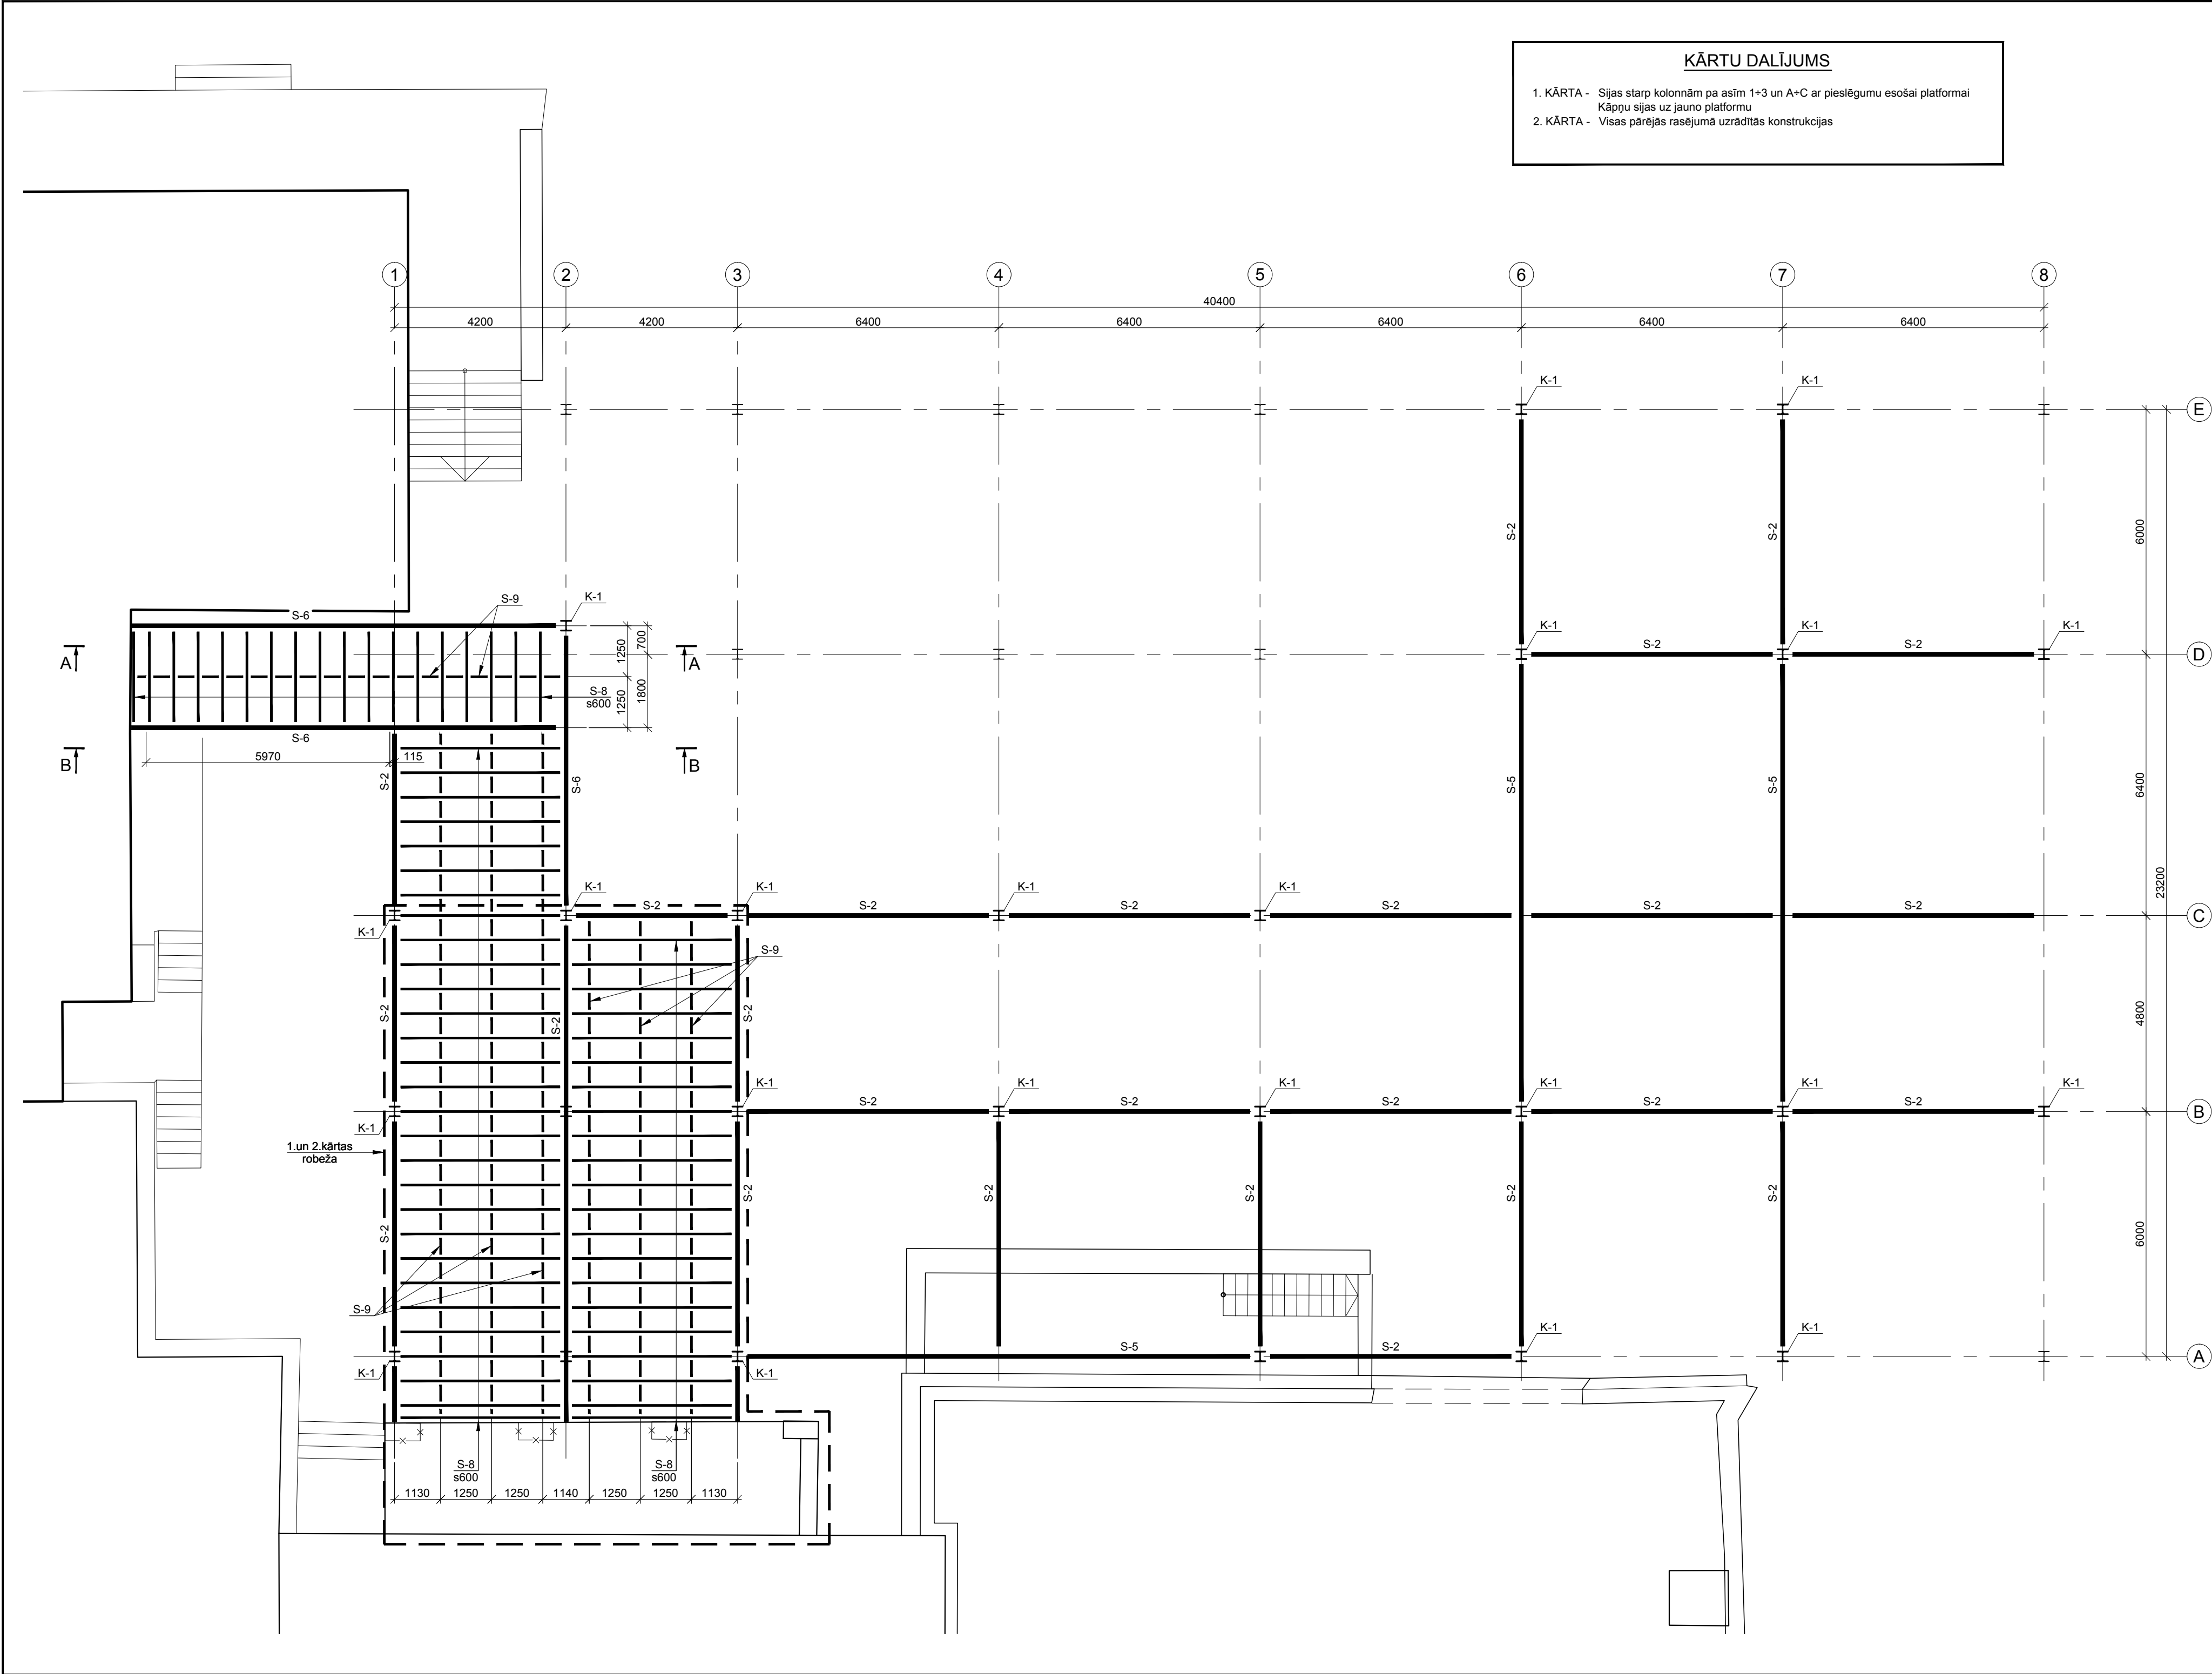 KĀRTU DALĪJUMS
1. KĀRTA - Sijas starp kolonnām pa asīm 1÷3 un A÷C ar pieslēgumu esošai platformai
Kāpņu sijas uz jauno platformu
2. KĀRTA - Visas pārējās rasējumā uzrādītās konstrukcijas
1 2 3 4 5 6 7 8
40400
4200 4200 6400 6400 6400 6400 6400
K-1 K-1
E
S-2 S-2
6000
S-9 K-1
S-6
1250 700
K-1 K-1 K-1
A A
S-2 S-2
D
S-8
s600
1250 1800
S-6
B B
5970 115
S-2 S-6
S-5 S-5
6400
23200
K-1 K-1 K-1 K-1
S-2 S-2 S-2 S-2 S-2 S-2
C
K-1
S-9
S-2 S-2 S-2
4800
K-1 K-1 K-1 K-1 K-1 K-1
S-2 S-2 S-2 S-2 S-2
B
K-1
1.un 2.kārtas
robeža
S-2 S-2 S-2 S-2 S-2 S-2
6000
S-9
K-1 K-1
S-5 S-2
A
K-1 K-1
S-8 S-8
s600 s600
1130 1250 1250 1140 1250 1250 1130